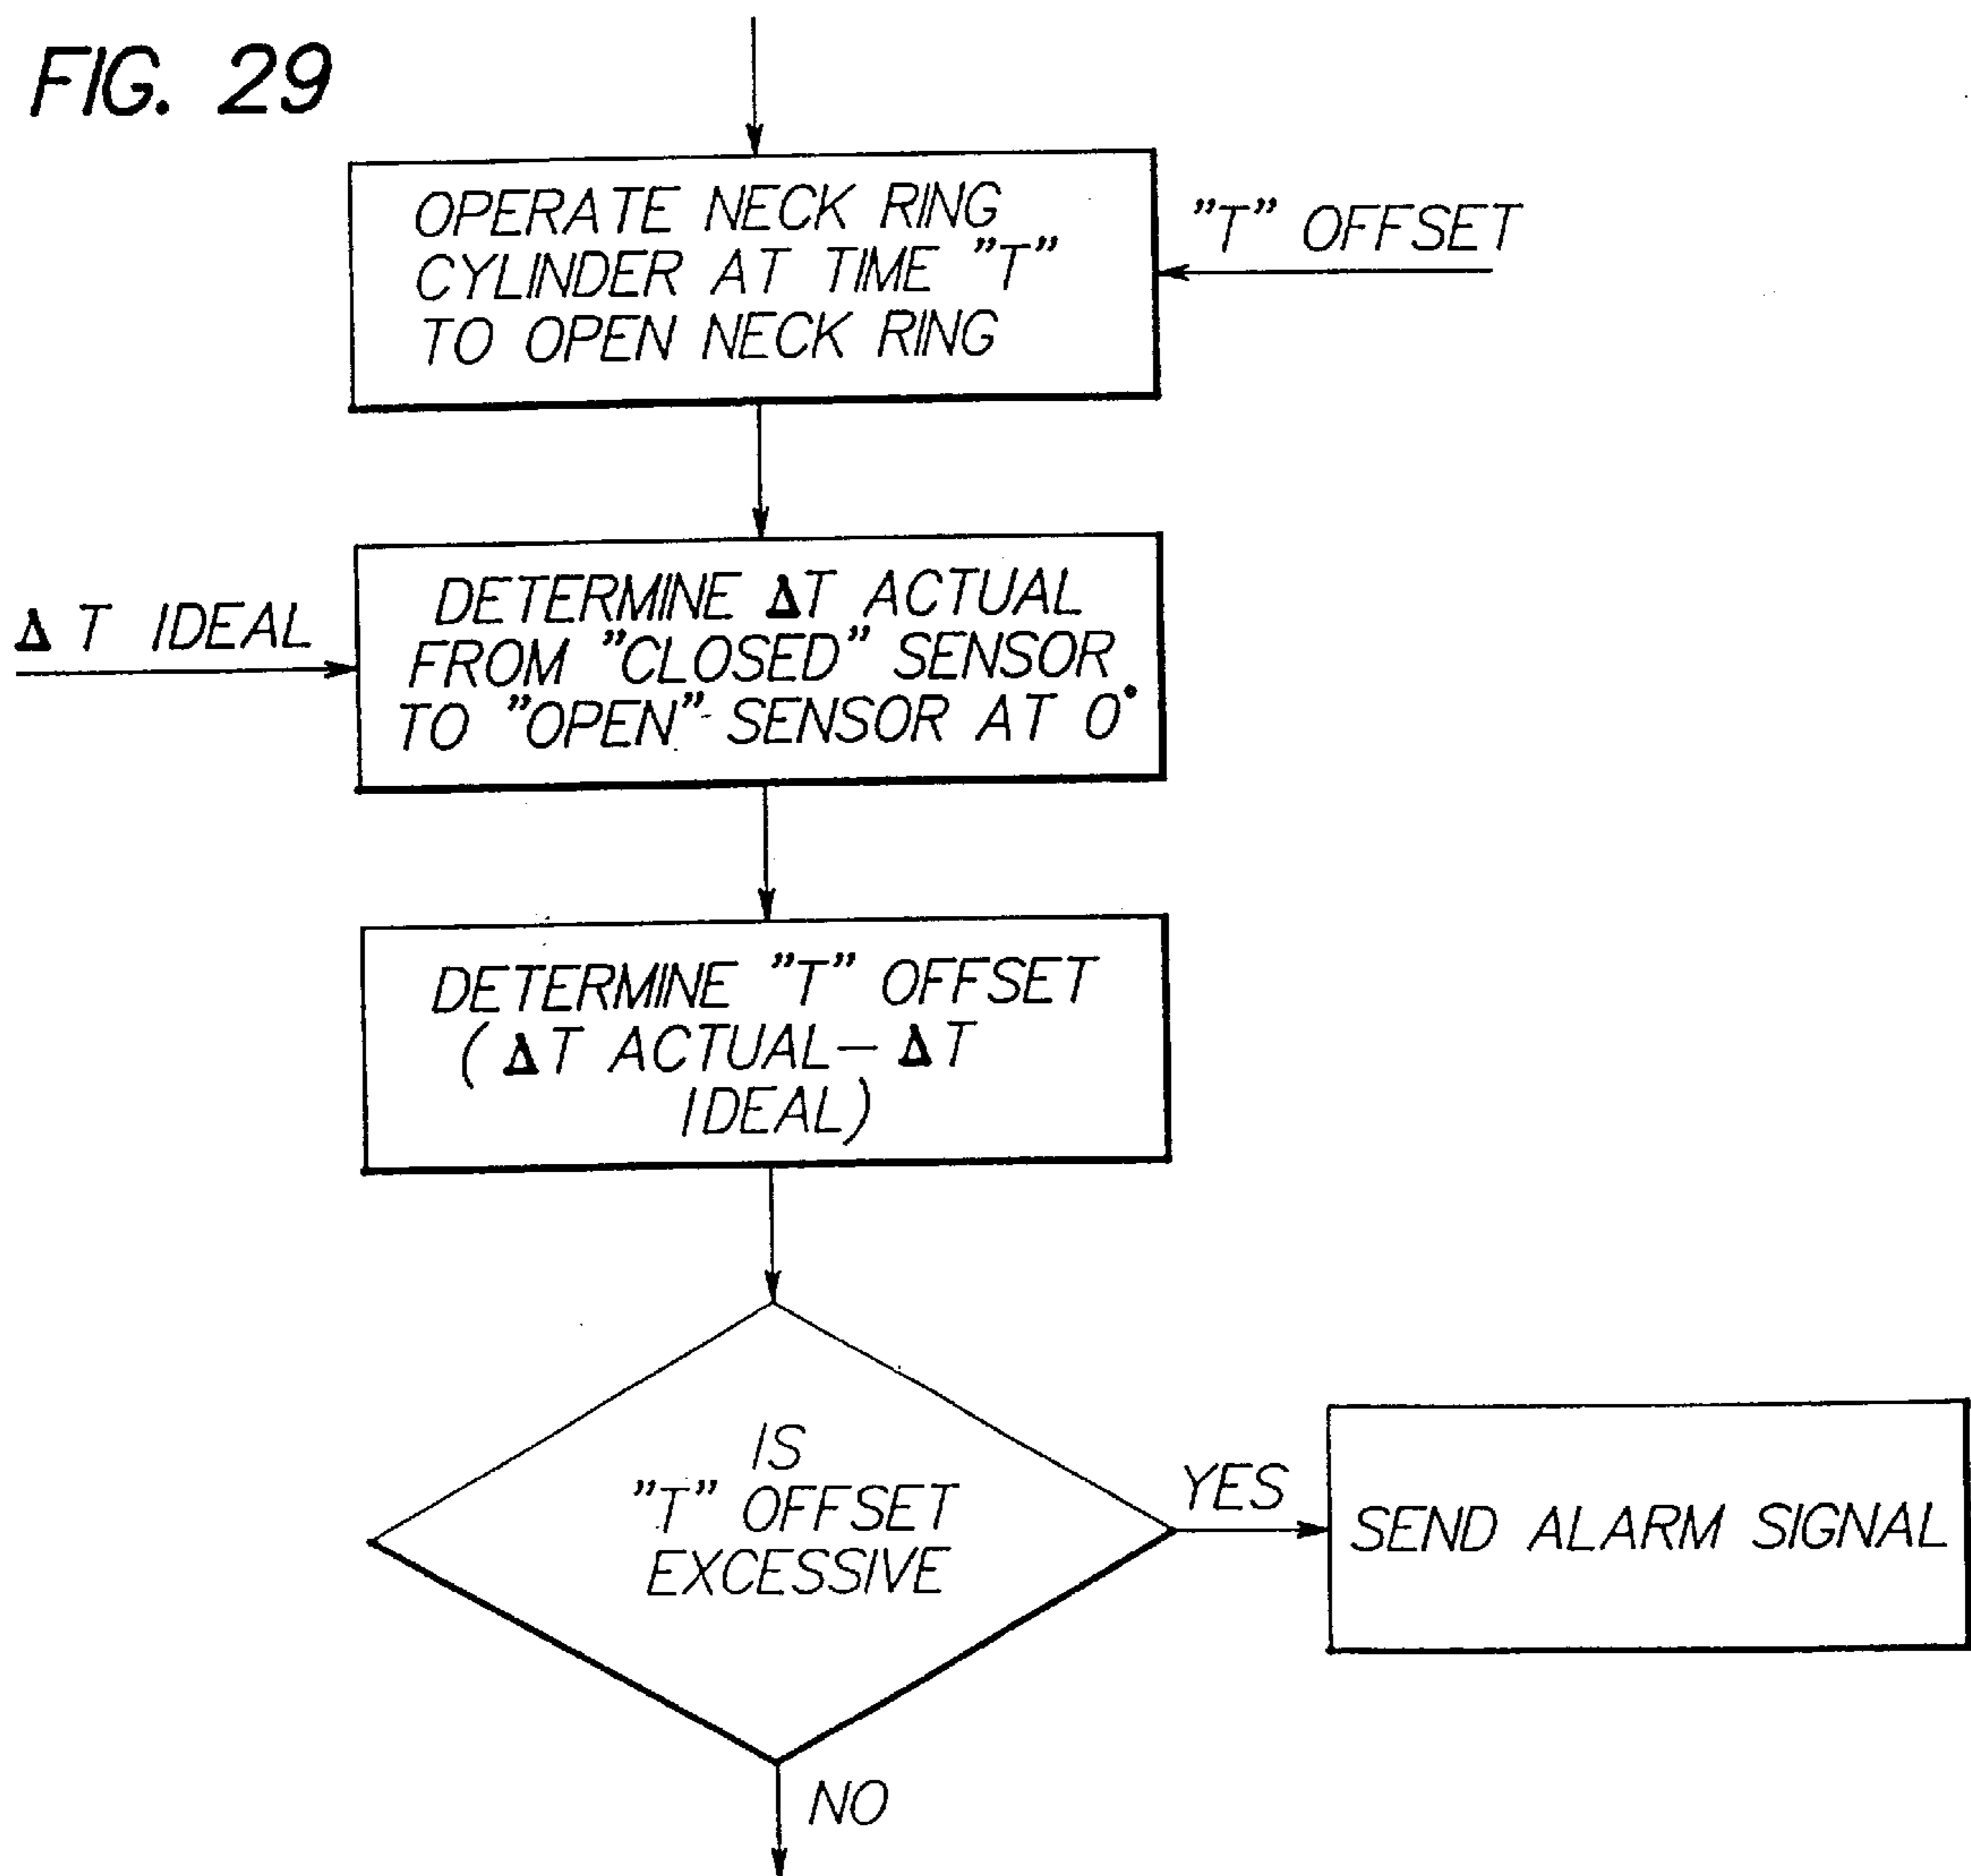 FIG. 29
OPERATE NECK RING
CYLINDER AT TIME "T"
TO OPEN NECK RING
"T" OFFSET
Δ T IDEAL
DETERMINE ΔT ACTUAL
FROM "CLOSED" SENSOR
TO "OPEN" SENSOR AT 0°
DETERMINE "T" OFFSET
(ΔT ACTUAL– ΔT
IDEAL)
IS
"T" OFFSET
EXCESSIVE
YES
SEND ALARM SIGNAL
NO